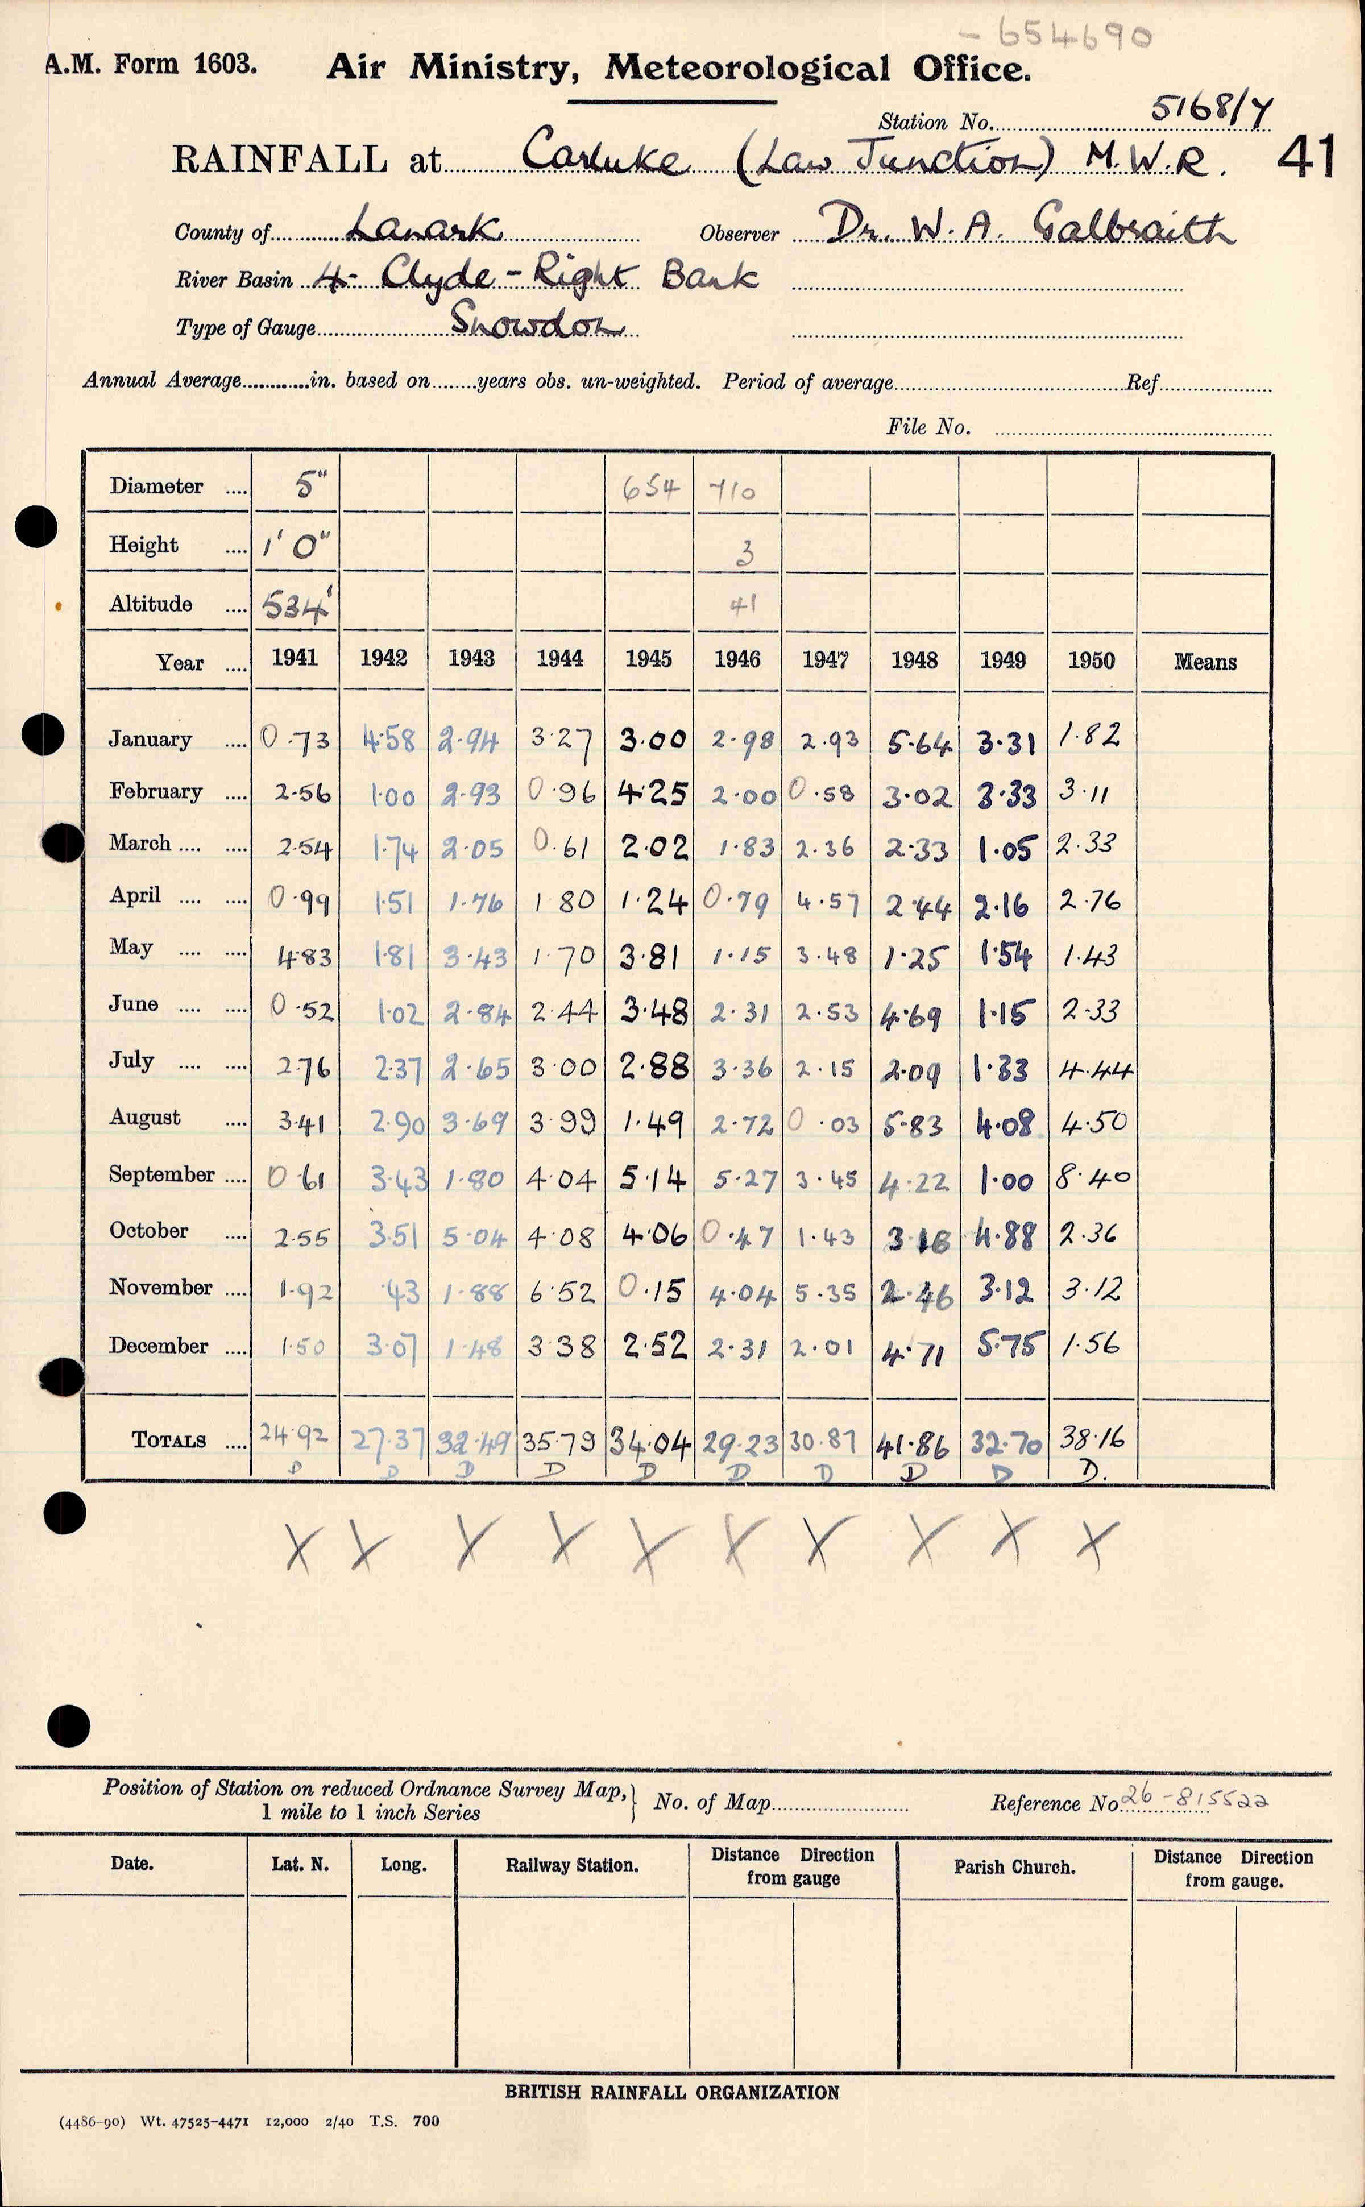 - 654690
A.M. Form 1603. Air Ministry, Meteorological Office.
Station No. 5168/7
RAINFALL at Carluke (Law Junction) M.W.R. 41
County of Lanark Observer Dr. W. A. Galbraith
River Basin 4- Clyde - Right Bank
Type of Gauge Snowdon
Annual Average in. based on years obs. un-weighted. Period of average Ref
File No.
Diameter .... 5" 654 710
Height .... 1' 0" 3
Altitude .... 534' 41
Year .... 1941 1942 1943 1944 1945 1946 1947 1948 1949 1950 Means
January .... 0.73 4.58 2.94 3.27 3.00 2.98 2.93 5.64 3.31 1.82
February .... 2.56 1.00 2.93 0.96 4.25 2.00 0.58 3.02 3.33 3.11
March .... .... 2.54 1.74 2.05 0.61 2.02 1.83 2.36 2.33 1.05 2.33
April .... .... 0.99 1.51 1.76 1.80 1.24 0.79 4.57 2.44 2.16 2.76
May .... .... 4.83 1.81 3.43 1.70 3.81 1.15 3.48 1.25 1.54 1.43
June .... .... 0.52 1.02 2.84 2.44 3.48 2.31 2.53 4.69 1.15 2.33
July .... .... 2.76 2.37 2.65 3.00 2.88 3.36 2.15 2.09 1.33 4.44
August .... 3.41 2.90 3.69 3.99 1.49 2.72 0.03 5.83 4.08 4.50
September .... 0.61 3.43 1.80 4.04 5.14 5.27 3.45 4.22 1.00 8.40
October .... 2.55 3.51 5.04 4.08 4.06 0.47 1.43 3.18 4.88 2.36
November .... 1.92 .43 1.88 6.52 0.15 4.04 5.35 2.46 3.12 3.12
December .... 1.50 3.07 1.48 3.38 2.52 2.31 2.01 4.71 5.75 1.56
TOTALS .... 24.92 27.37 32.49 35.79 34.04 29.23 30.87 41.86 32.70 38.16
D D D D D D D D D D.
X X X X X X X X X X
Position of Station on reduced Ordnance Survey Map, } No. of Map Reference No 26-815522
1 mile to 1 inch Series
Date. Lat. N. Long. Railway Station. Distance Direction from gauge Parish Church. Distance Direction from gauge.
BRITISH RAINFALL ORGANIZATION
(4486-90) Wt. 47525-4471 12,000 2/40 T.S. 700